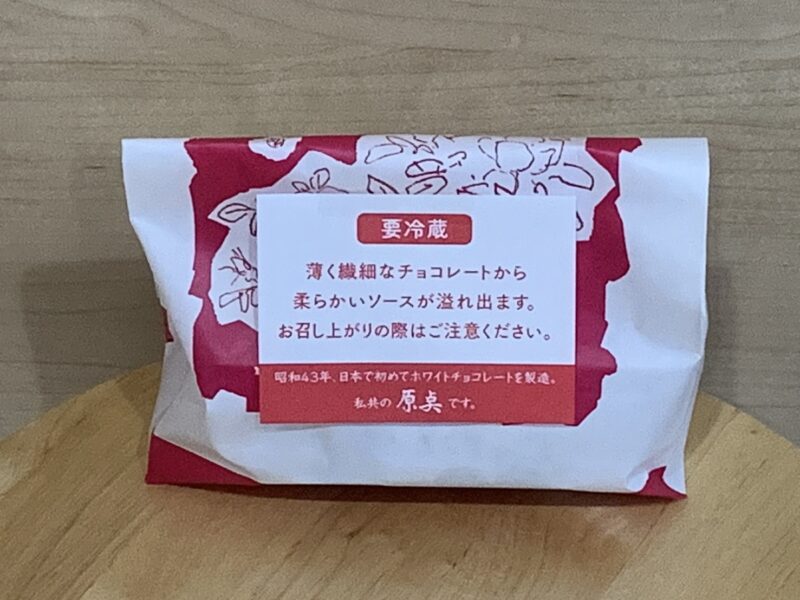 要冷蔵
薄く繊細なチョコレートから
柔らかいソースが溢れ出ます。
お召し上がりの際はご注意ください。
昭和43年、日本で初めてホワイトチョコレートを製造。
私共の 原点 です。